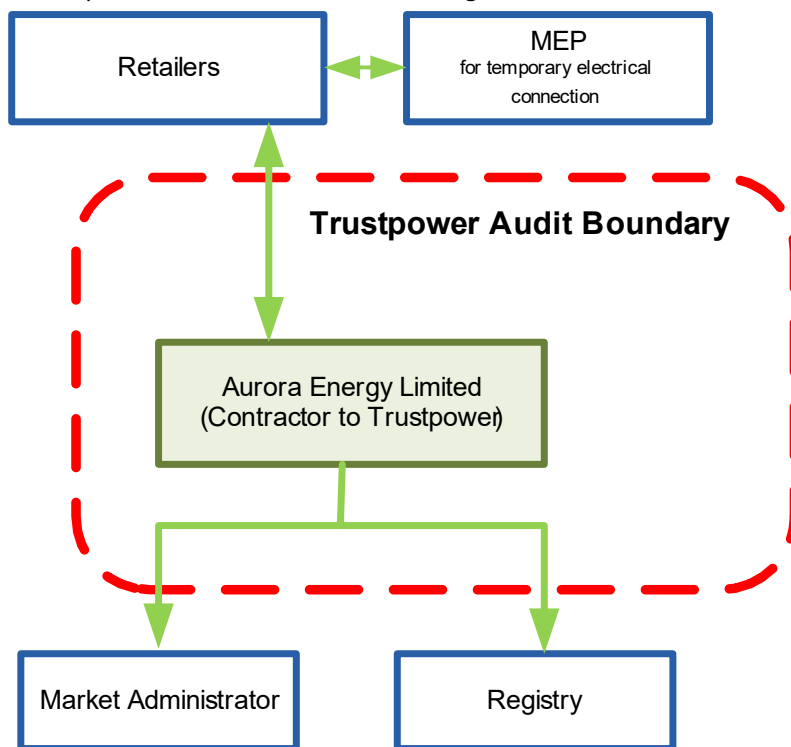 Retailers
MEP
for temporary electrical
connection
Trustpower Audit Boundary
Aurora Energy Limited
(Contractor to Trustpower)
Market Administrator
Registry